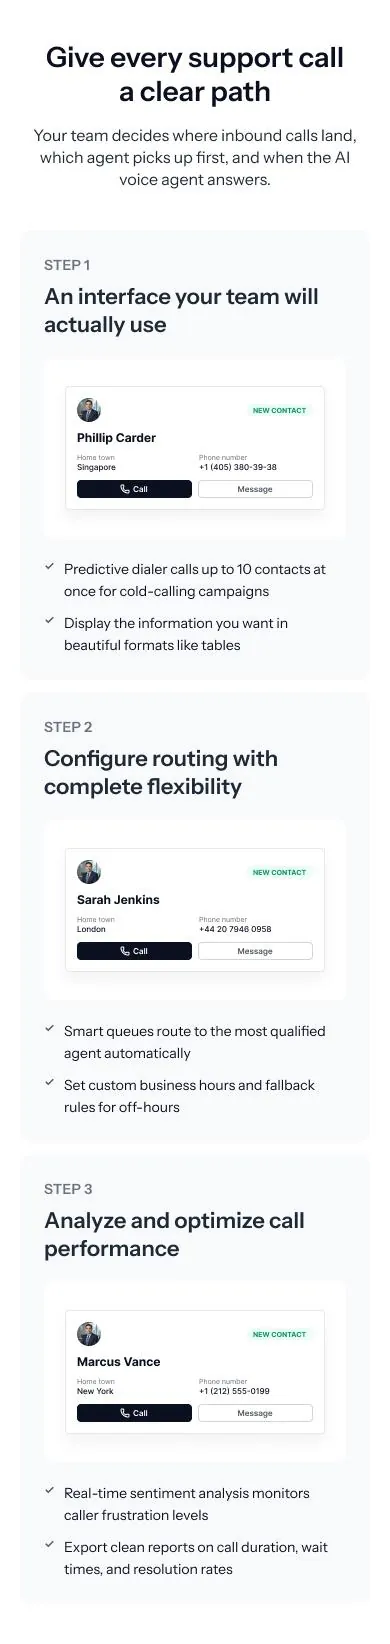 Give every support call
a clear path
Your team decides where inbound calls land,
which agent picks up first, and when the AI
voice agent answers.
STEP 1
An interface your team will
actually use
NEW CONTACT
Phillip Carder
Home town
Singapore
Phone number
+1 (405) 380-39-38
Call
Message
Predictive dialer calls up to 10 contacts at
once for cold-calling campaigns
Display the information you want in
beautiful formats like tables
STEP 2
Configure routing with
complete flexibility
NEW CONTACT
Sarah Jenkins
Home town
London
Phone number
+44 20 7946 0958
Call
Message
Smart queues route to the most qualified
agent automatically
Set custom business hours and fallback
rules for off-hours
STEP 3
Analyze and optimize call
performance
NEW CONTACT
Marcus Vance
Home town
New York
Phone number
+1 (212) 555-0199
Call
Message
Real-time sentiment analysis monitors
caller frustration levels
Export clean reports on call duration, wait
times, and resolution rates